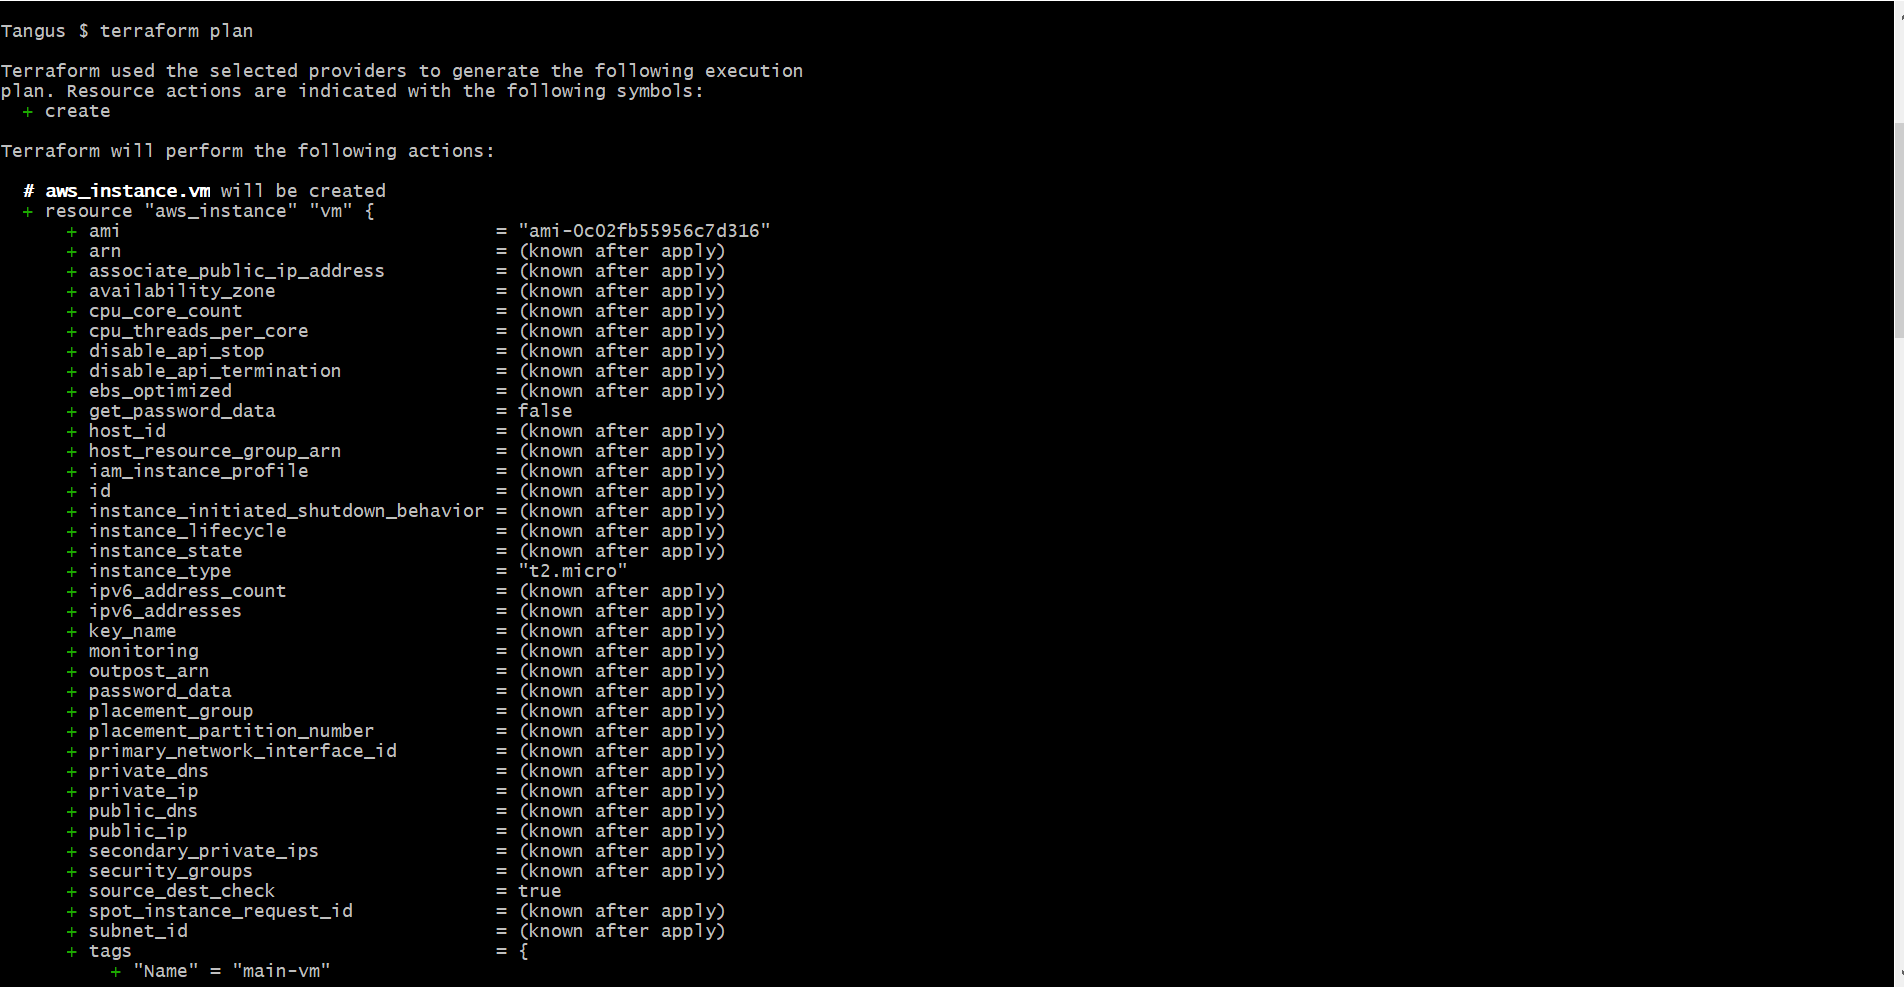 Tangus $ terraform plan
Terraform used the selected providers to generate the following execution
plan. Resource actions are indicated with the following symbols:
+ create
Terraform will perform the following actions:
# aws_instance.vm will be created
+ resource "aws_instance" "vm" {
+ ami = "ami-0c02fb55956c7d316"
+ arn = (known after apply)
+ associate_public_ip_address = (known after apply)
+ availability_zone = (known after apply)
+ cpu_core_count = (known after apply)
+ cpu_threads_per_core = (known after apply)
+ disable_api_stop = (known after apply)
+ disable_api_termination = (known after apply)
+ ebs_optimized = (known after apply)
+ get_password_data = false
+ host_id = (known after apply)
+ host_resource_group_arn = (known after apply)
+ iam_instance_profile = (known after apply)
+ id = (known after apply)
+ instance_initiated_shutdown_behavior = (known after apply)
+ instance_lifecycle = (known after apply)
+ instance_state = (known after apply)
+ instance_type = "t2.micro"
+ ipv6_address_count = (known after apply)
+ ipv6_addresses = (known after apply)
+ key_name = (known after apply)
+ monitoring = (known after apply)
+ outpost_arn = (known after apply)
+ password_data = (known after apply)
+ placement_group = (known after apply)
+ placement_partition_number = (known after apply)
+ primary_network_interface_id = (known after apply)
+ private_dns = (known after apply)
+ private_ip = (known after apply)
+ public_dns = (known after apply)
+ public_ip = (known after apply)
+ secondary_private_ips = (known after apply)
+ security_groups = (known after apply)
+ source_dest_check = true
+ spot_instance_request_id = (known after apply)
+ subnet_id = (known after apply)
+ tags = {
+ "Name" = "main-vm"